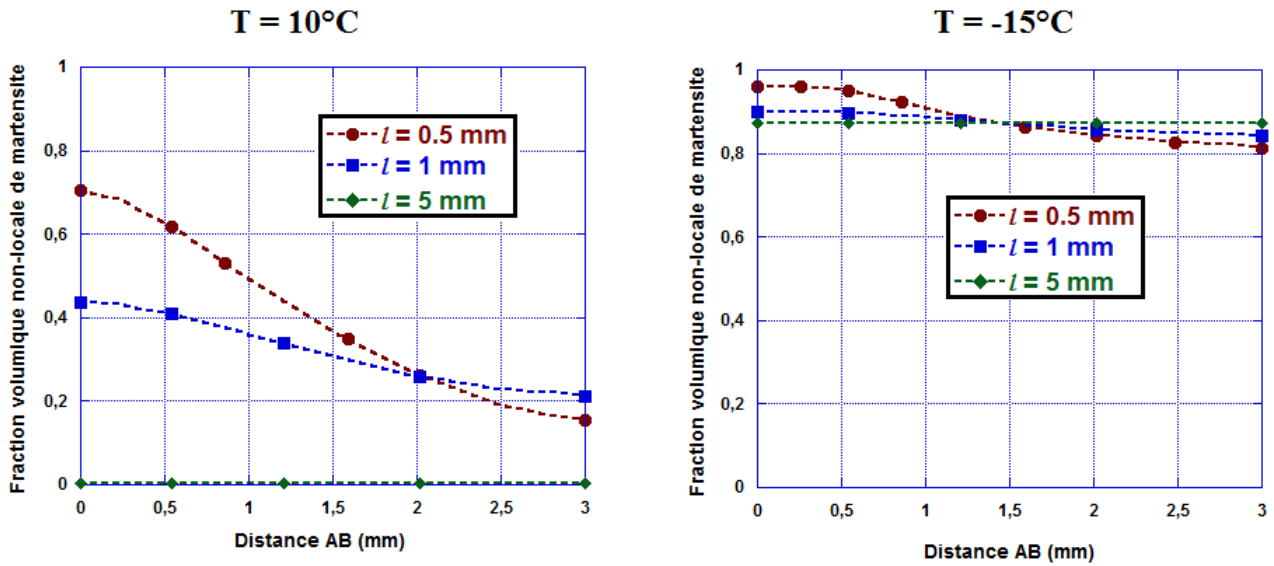 T = 10°C
1
0,8
0,6
0,4
0,2
0
Fraction volumique non-locale de martensite
l = 0.5 mm
l = 1 mm
l = 5 mm
0 0,5 1 1,5 2 2,5 3
Distance AB (mm)
T = -15°C
1
0,8
0,6
0,4
0,2
0
Fraction volumique non-locale de martensite
l = 0.5 mm
l = 1 mm
l = 5 mm
0 0,5 1 1,5 2 2,5 3
Distance AB (mm)